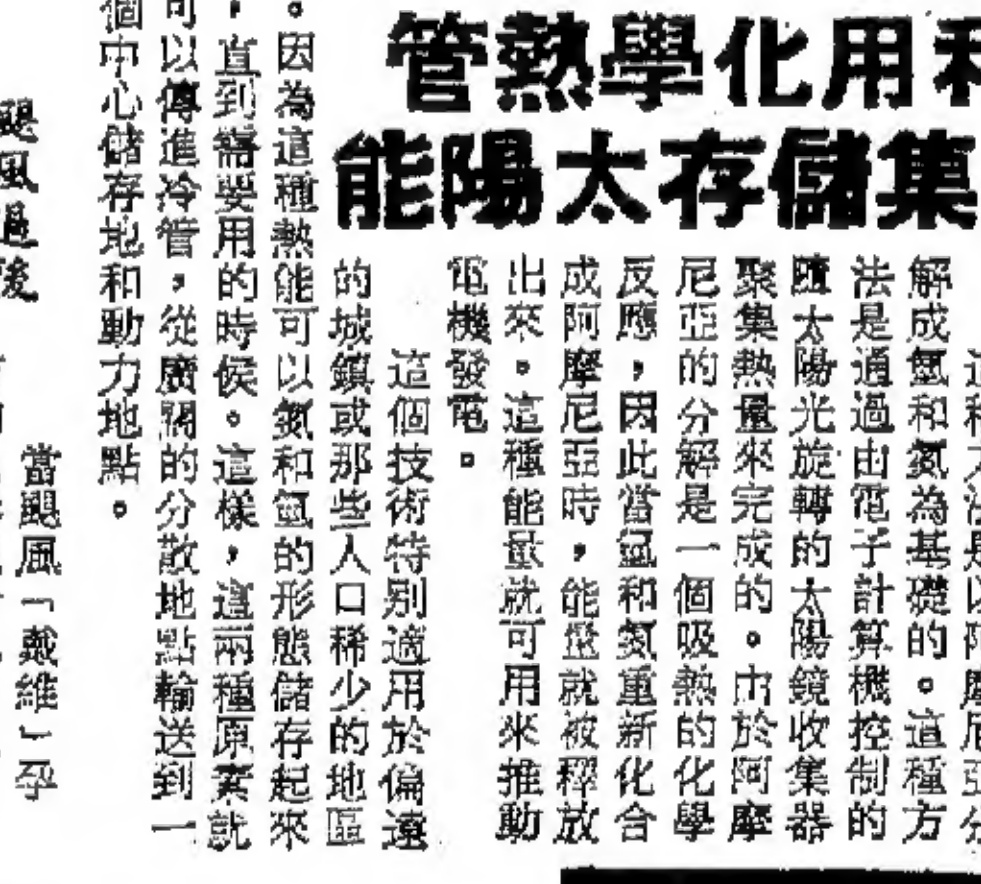 利用化學熱管
集儲存太陽能
這種方法是以阿摩尼亞分
解成氫和氮為基礎的。這種方
法是通過由電子計算機控制的
隨太陽光旋轉的太陽鏡收集器
聚集熱量來完成的。由於阿摩
尼亞的分解是一個吸熱的化學
反應，因此當氫和氮重新化合
成阿摩尼亞時，能量就被釋放
出來。這種能量就可用來推動
電機發電。
這個技術特别適用於偏遠
的城鎮或那些人口稀少的地區
。因為這種熱能可以氮和氫的形態儲存起來
，直到需要用的時侯。這樣，這兩種原素就
可以傳進冷管，從廣闊的分散地點輸送到一
個中心儲存地和動力地點。
颶風過後
當颶風「戴維」孕